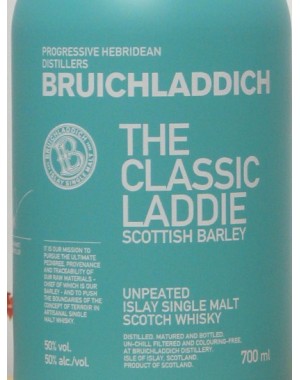 PROGRESSIVE HEBRIDEAN
DISTILLERS
BRUICHLADDICH
BRUICHLADDICH
B
ISLAY SINGLE MALT
THE
CLASSIC
LADDIE
SCOTTISH BARLEY
IT IS OUR MISSION TO
PURSUE THE ULTIMATE
PEDIGREE, PROVENANCE
AND TRACEABILITY OF
OUR RAW MATERIALS –
CHIEF OF WHICH IS OUR
BARLEY - AND TO PUSH
THE BOUNDARIES OF THE
CONCEPT OF TERROIR IN
ARTISANAL SINGLE
MALT WHISKY
50% vol.
50% alc./vol.
UNPEATED
ISLAY SINGLE MALT
SCOTCH WHISKY
DISTILLED, MATURED AND BOTTLED,
UN-CHILL FILTERED AND COLOURING-FREE,
AT BRUICHLADDICH DISTILLERY,
ISLE OF ISLAY, SCOTLAND.
PRODUCT OF SCOTLAND.
700 ml